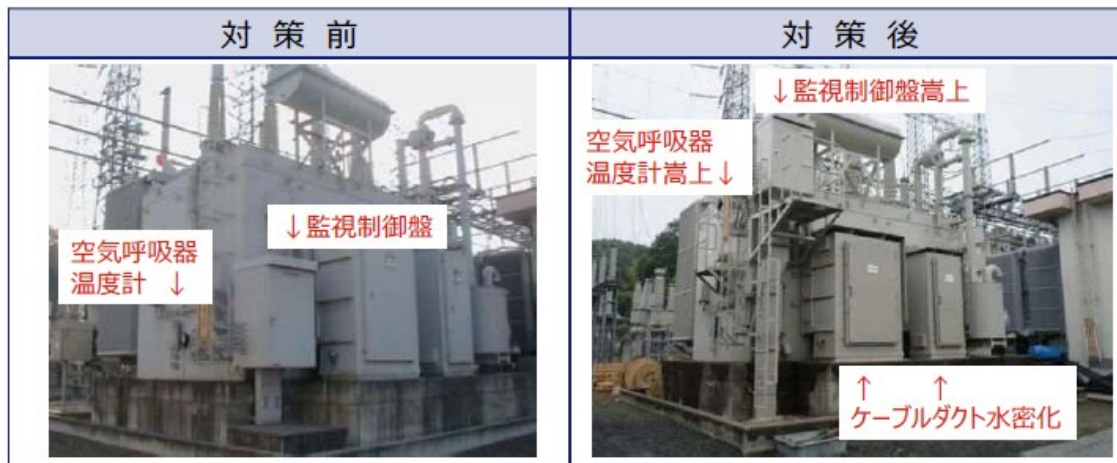 対策前
対策後
↓監視制御盤
空気呼吸器
温度計 ↓
↓監視制御盤嵩上
空気呼吸器
温度計嵩上↓
↑ ↑
ケーブルダクト水密化